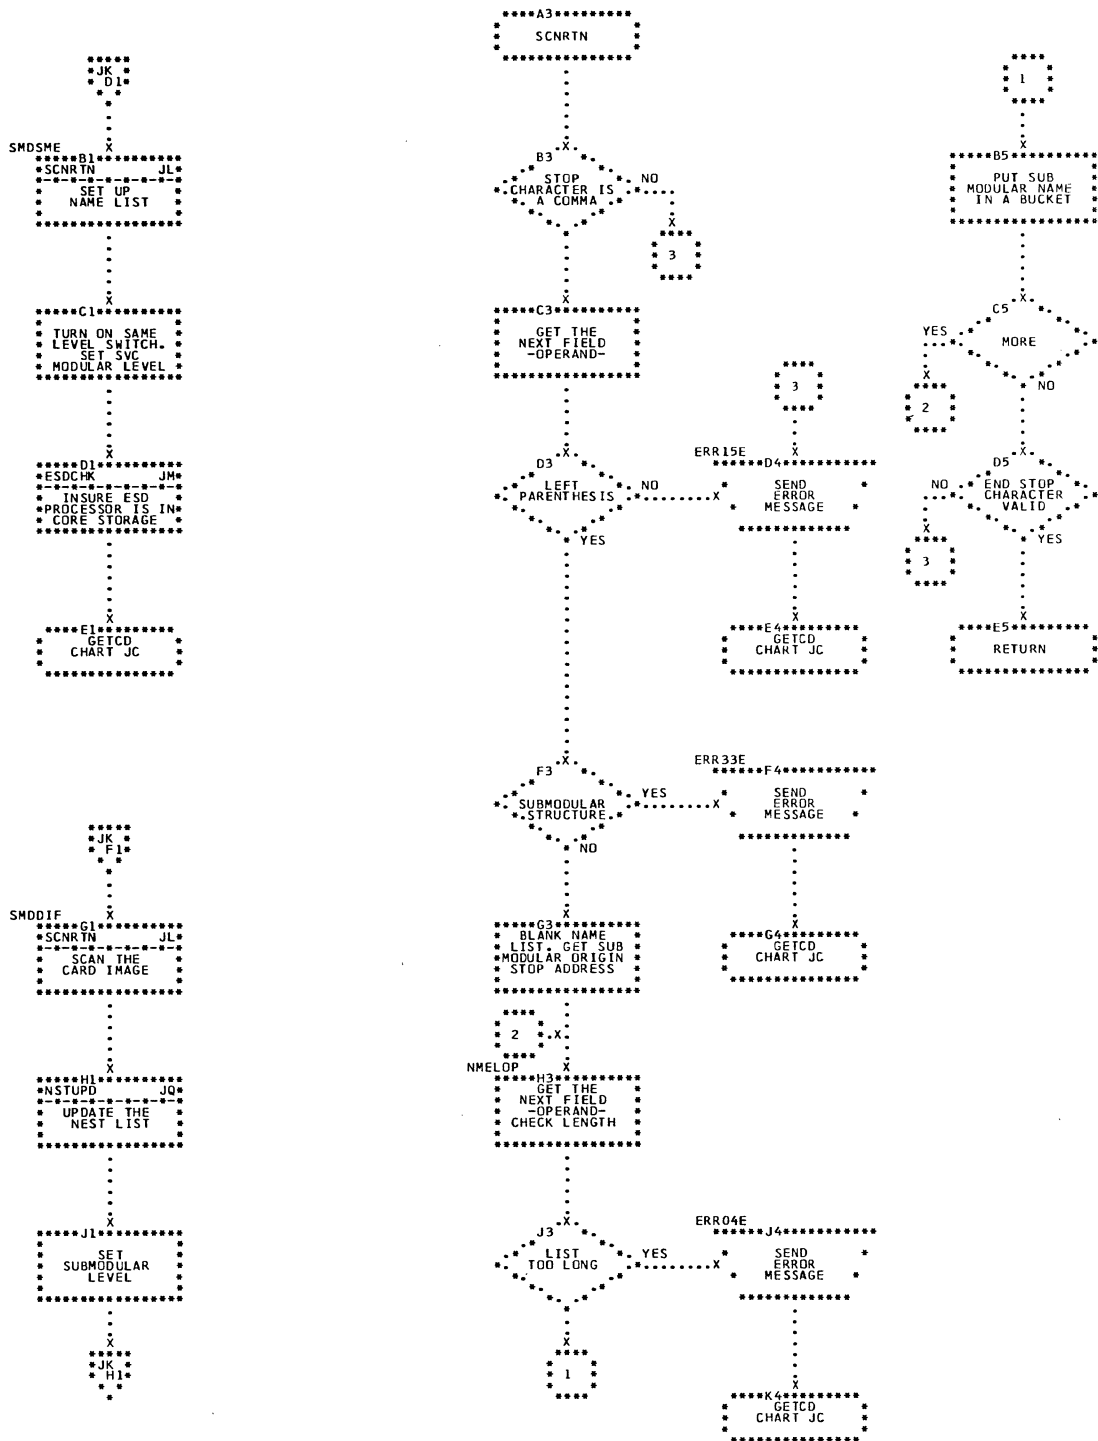 JK
D1
SMDSME
B1
SCNRTN JL
SET UP
NAME LIST
C1
TURN ON SAME
LEVEL SWITCH.
SET SVC
MODULAR LEVEL
D1
ESDCHK JM
INSURE ESD
PROCESSOR IS IN
CORE STORAGE
E1
GETCD
CHART JC
JK
F1
SMDDIF
G1
SCNRTN JL
SCAN THE
CARD IMAGE
H1
NSTUPD JQ
UPDATE THE
NEST LIST
J1
SET
SUBMODULAR
LEVEL
JK
H1
A3
SCNRTN
B3
STOP
CHARACTER IS
A COMMA
NO
3
C3
GET THE
NEXT FIELD
-OPERAND-
D3
LEFT
PARENTHESIS
NO
YES
F3
SUBMODULAR
STRUCTURE
YES
NO
G3
BLANK NAME
LIST. GET SUB
MODULAR ORIGIN
STOP ADDRESS
2
NMELOP
H3
GET THE
NEXT FIELD
-OPERAND-
CHECK LENGTH
J3
LIST
TOO LONG
YES
1
3
ERR15E
D4
SEND
ERROR
MESSAGE
E4
GETCD
CHART JC
ERR33E
F4
SEND
ERROR
MESSAGE
G4
GETCD
CHART JC
ERR04E
J4
SEND
ERROR
MESSAGE
K4
GETCD
CHART JC
1
B5
PUT SUB
MODULAR NAME
IN A BUCKET
C5
MORE
YES
NO
2
D5
END STOP
CHARACTER
VALID
NO
YES
3
E5
RETURN